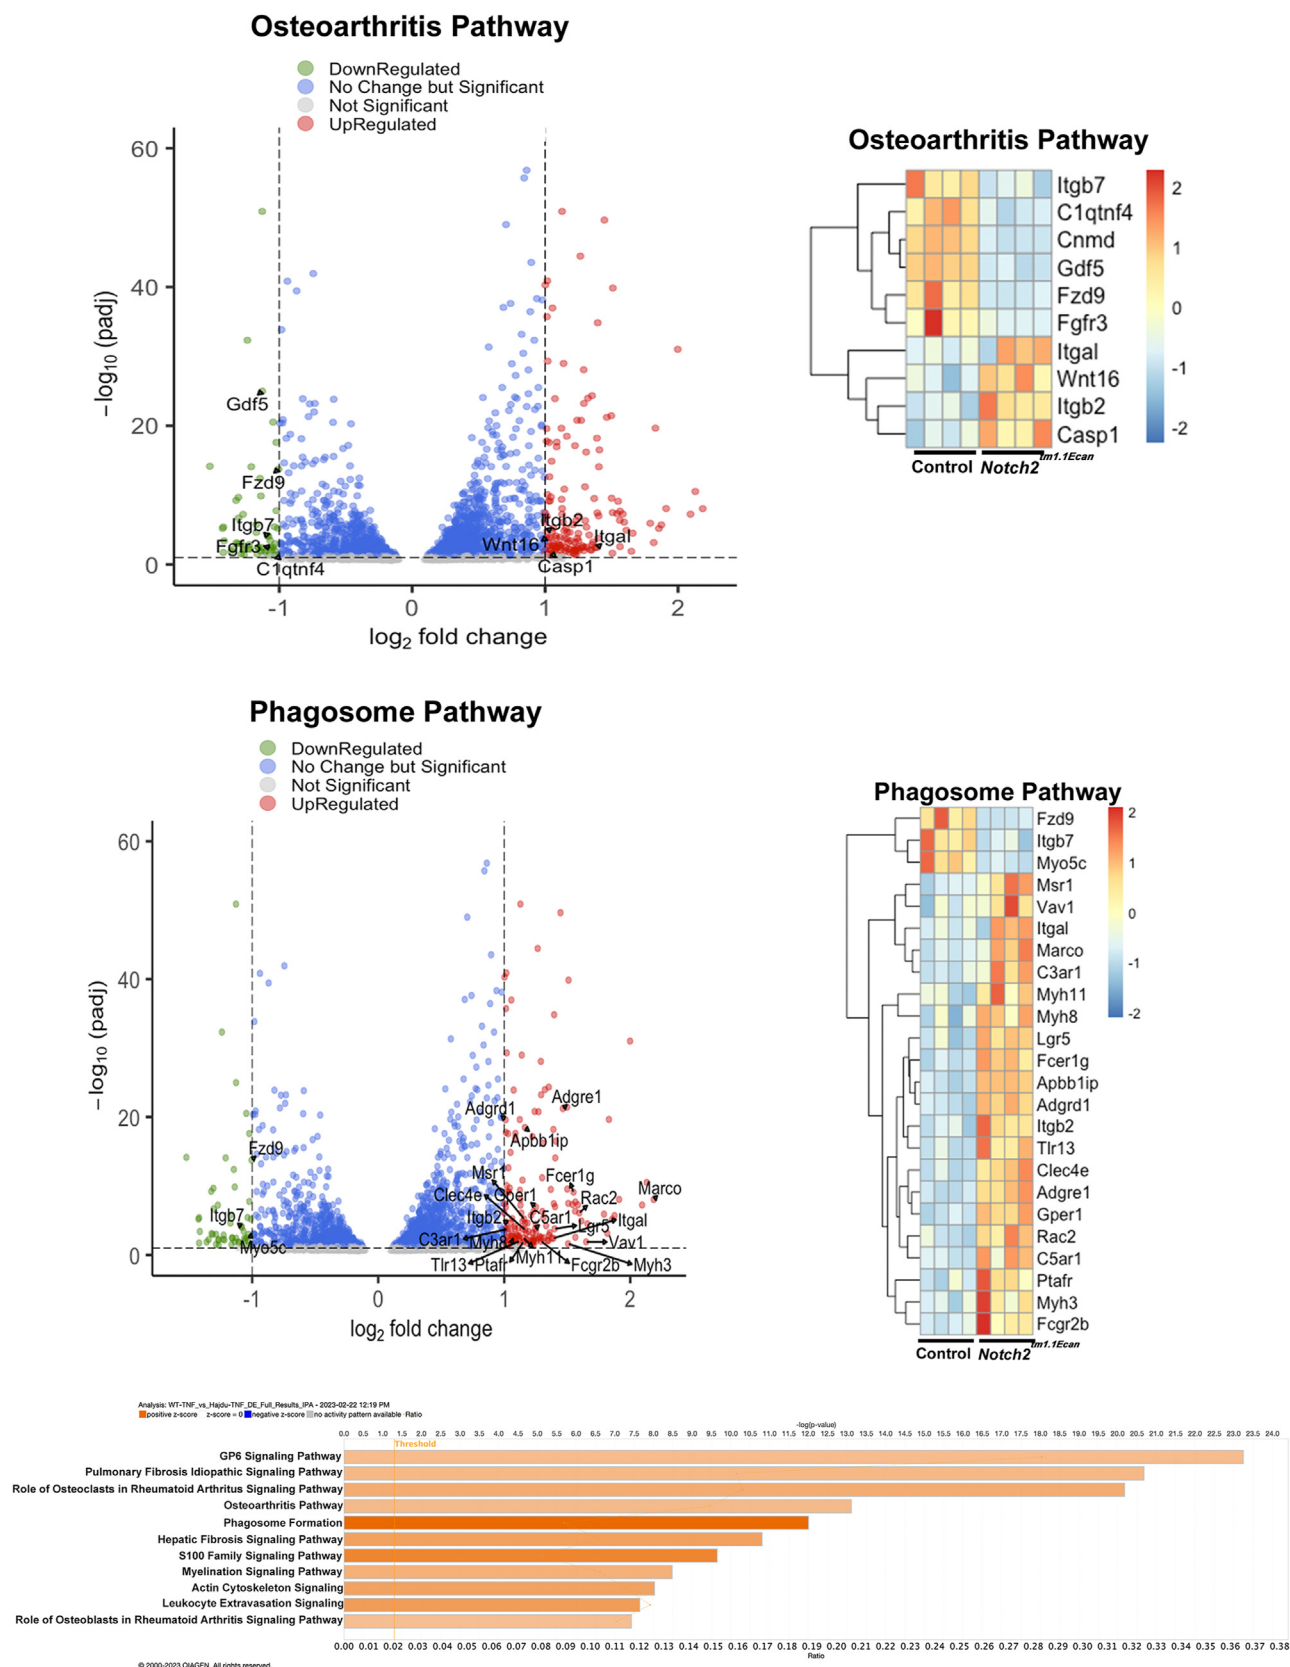 Osteoarthritis Pathway
DownRegulated
No Change but Significant
Not Significant
UpRegulated
60
40
20
0
−log10 (padj)
Gdf5
Fzd9
Itgb7
Fgfr3
C1qtnf4
Itgb2
Wnt16
Itgal
Casp1
-1
0
1
2
log2 fold change
Osteoarthritis Pathway
Itgb7
C1qtnf4
Cnmd
Gdf5
Fzd9
Fgfr3
Itgal
Wnt16
Itgb2
Casp1
2
1
0
-1
-2
Control
Notch2tm1.1Ecan
Phagosome Pathway
DownRegulated
No Change but Significant
Not Significant
UpRegulated
60
40
20
0
−log10 (padj)
Adgrd1
Adgre1
Apbb1ip
Fzd9
Msr1
Fcer1g
Marco
Clec4e
Gper1
Rac2
Itgb7
Itgb2
C5ar1
Lgr5
Itgal
Myo5c
C3ar1
Myh8
Vav1
Tlr13
Ptafr
Myh11
Fcgr2b
Myh3
-1
0
1
2
log2 fold change
Phagosome Pathway
Fzd9
Itgb7
Myo5c
Msr1
Vav1
Itgal
Marco
C3ar1
Myh11
Myh8
Lgr5
Fcer1g
Apbb1ip
Adgrd1
Itgb2
Tlr13
Clec4e
Adgre1
Gper1
Rac2
C5ar1
Ptafr
Myh3
Fcgr2b
2
1
0
-1
-2
Control
Notch2tm1.1Ecan
Analysis: WT-TNF_vs_Hajdu-TNF_DE_Full_Results_IPA - 2023-02-22 12:19 PM
positive z-score z-score = 0 negative z-score no activity pattern available Ratio
-log(p-value)
0.0 0.5 1.0 1.5 2.0 2.5 3.0 3.5 4.0 4.5 5.0 5.5 6.0 6.5 7.0 7.5 8.0 8.5 9.0 9.5 10.0 10.5 11.0 11.5 12.0 12.5 13.0 13.5 14.0 14.5 15.0 15.5 16.0 16.5 17.0 17.5 18.0 18.5 19.0 19.5 20.0 20.5 21.0 21.5 22.0 22.5 23.0 23.5 24.0
Threshold
GP6 Signaling Pathway
Pulmonary Fibrosis Idiopathic Signaling Pathway
Role of Osteoclasts in Rheumatoid Arthritus Signaling Pathway
Osteoarthritis Pathway
Phagosome Formation
Hepatic Fibrosis Signaling Pathway
S100 Family Signaling Pathway
Myelination Signaling Pathway
Actin Cytoskeleton Signaling
Leukocyte Extravasation Signaling
Role of Osteoblasts in Rheumatoid Arthritis Signaling Pathway
0.00 0.01 0.02 0.03 0.04 0.05 0.06 0.07 0.08 0.09 0.10 0.11 0.12 0.13 0.14 0.15 0.16 0.17 0.18 0.19 0.20 0.21 0.22 0.23 0.24 0.25 0.26 0.27 0.28 0.29 0.30 0.31 0.32 0.33 0.34 0.35 0.36 0.37 0.38
Ratio
© 2000-2023 QIAGEN. All rights reserved.